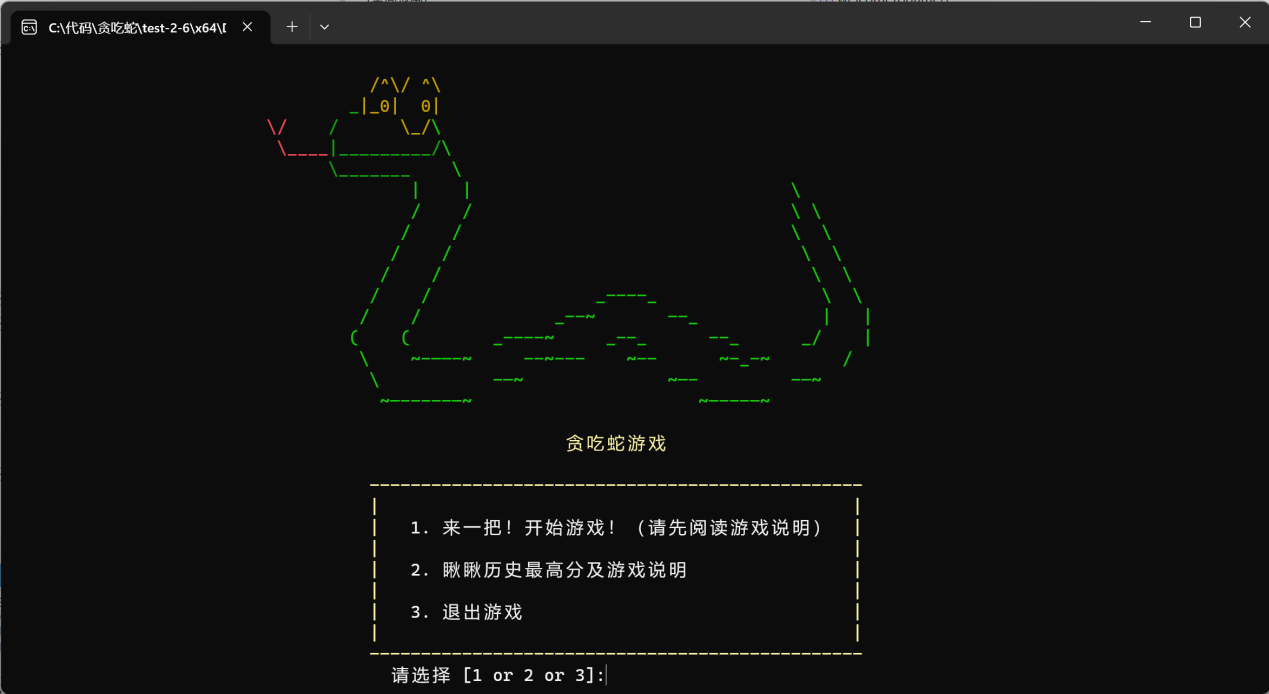 C:\代码\贪吃蛇\test-2-6\x64\
贪吃蛇游戏
1. 来一把！开始游戏！（请先阅读游戏说明）
2. 瞅瞅历史最高分及游戏说明
3. 退出游戏
请选择 [1 or 2 or 3]: